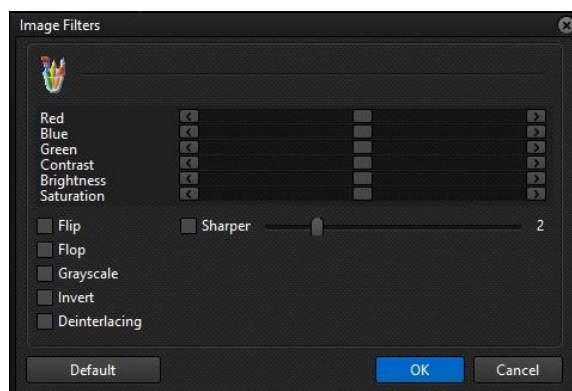 Image Filters
Red
Blue
Green
Contrast
Brightness
Saturation
Flip
Sharper 2
Flop
Grayscale
Invert
Deinterlacing
Default OK Cancel